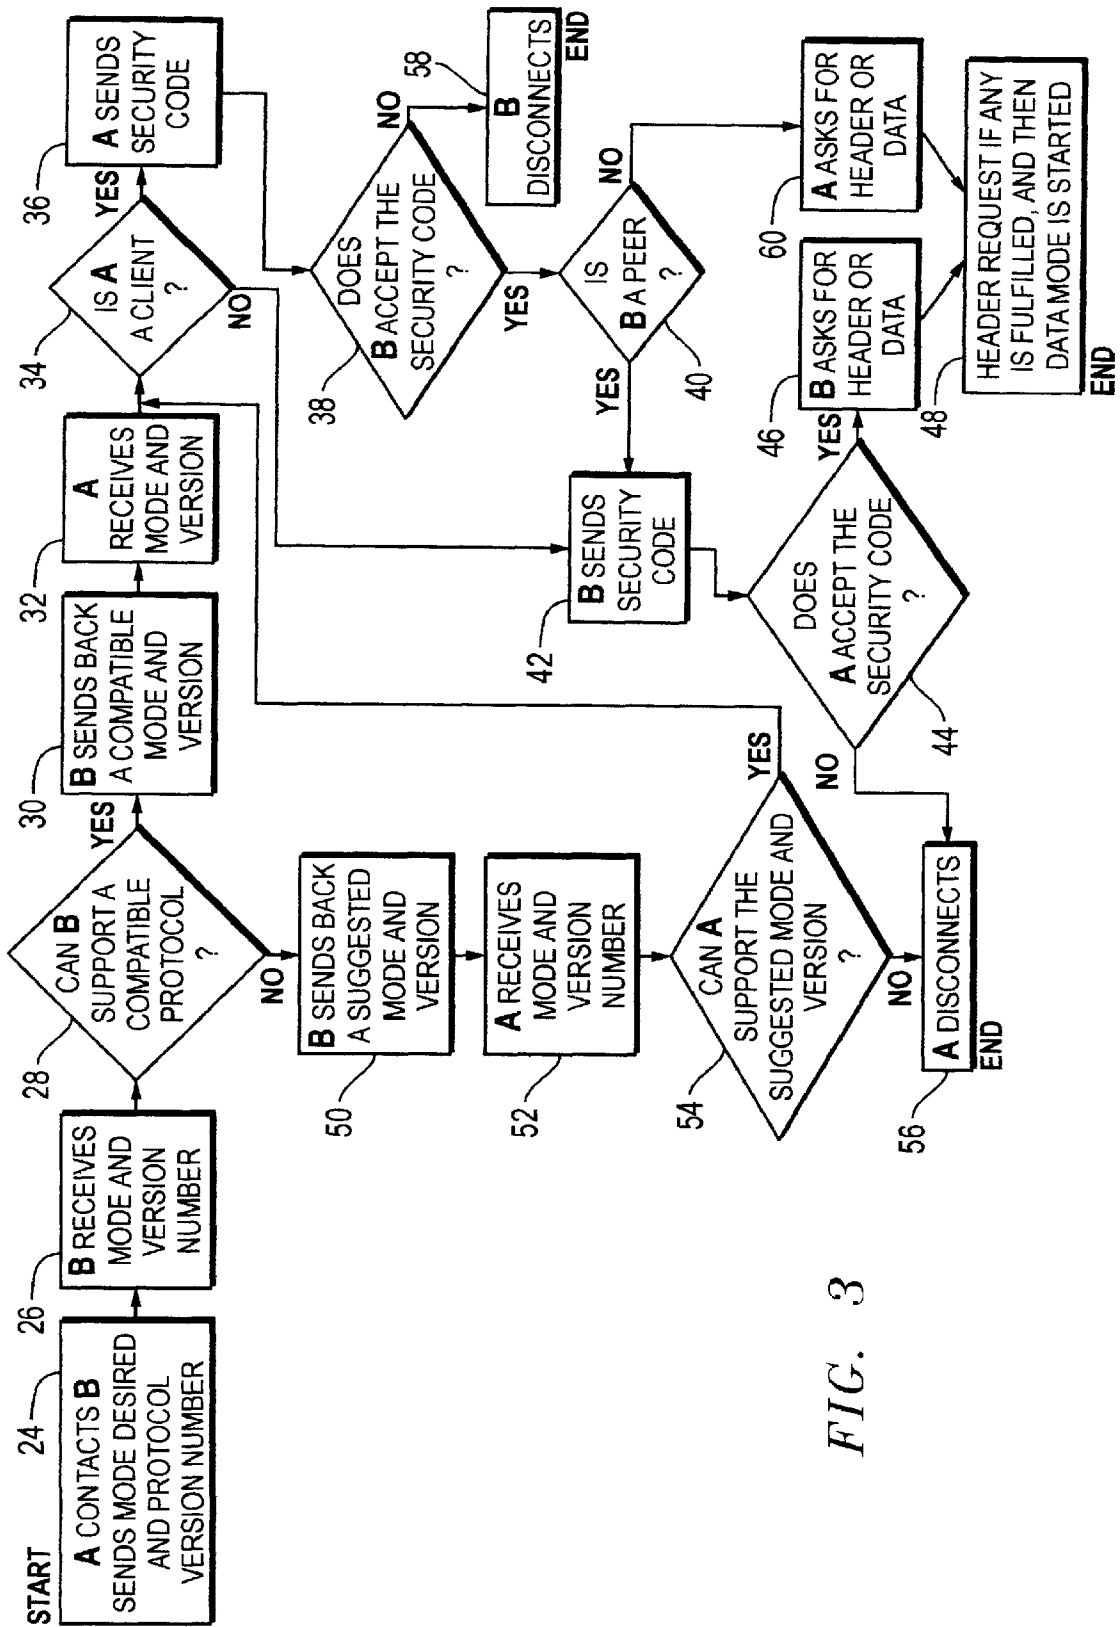 START
24
A CONTACTS B
SENDS MODE DESIRED
AND PROTOCOL
VERSION NUMBER
26
B RECEIVES
MODE AND
VERSION
NUMBER
28
CAN B
SUPPORT A
COMPATIBLE
PROTOCOL
?
YES
NO
30
B SENDS BACK
A COMPATIBLE
MODE AND
VERSION
32
A
RECEIVES
MODE AND
VERSION
34
IS A
A CLIENT
?
YES
NO
36
A SENDS
SECURITY
CODE
50
B SENDS BACK
A SUGGESTED
MODE AND
VERSION
52
A RECEIVES
MODE AND
VERSION
NUMBER
54
CAN A
SUPPORT THE
SUGGESTED MODE AND
VERSION
?
YES
NO
56
A DISCONNECTS
END
38
DOES
B ACCEPT THE
SECURITY CODE
?
NO
YES
58
B
DISCONNECTS
END
40
IS
B A PEER
?
YES
NO
42
B SENDS
SECURITY
CODE
44
DOES
A ACCEPT THE
SECURITY CODE
?
NO
YES
46
B ASKS FOR
HEADER OR
DATA
60
A ASKS FOR
HEADER OR
DATA
48
HEADER REQUEST IF ANY
IS FULFILLED, AND THEN
DATA MODE IS STARTED
END
FIG. 3